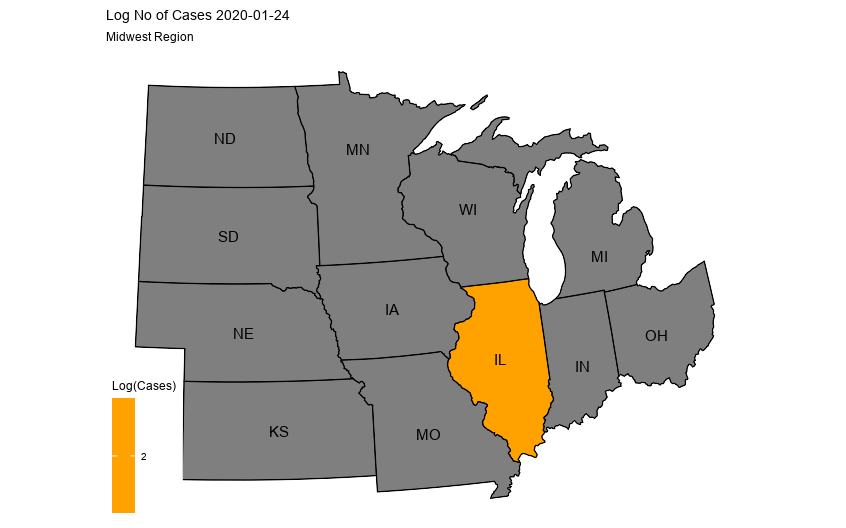 Log No of Cases 2020-01-24
Midwest Region
ND
MN
WI
SD
MI
IA
NE
OH
IL
IN
Log(Cases)
KS
MO
2